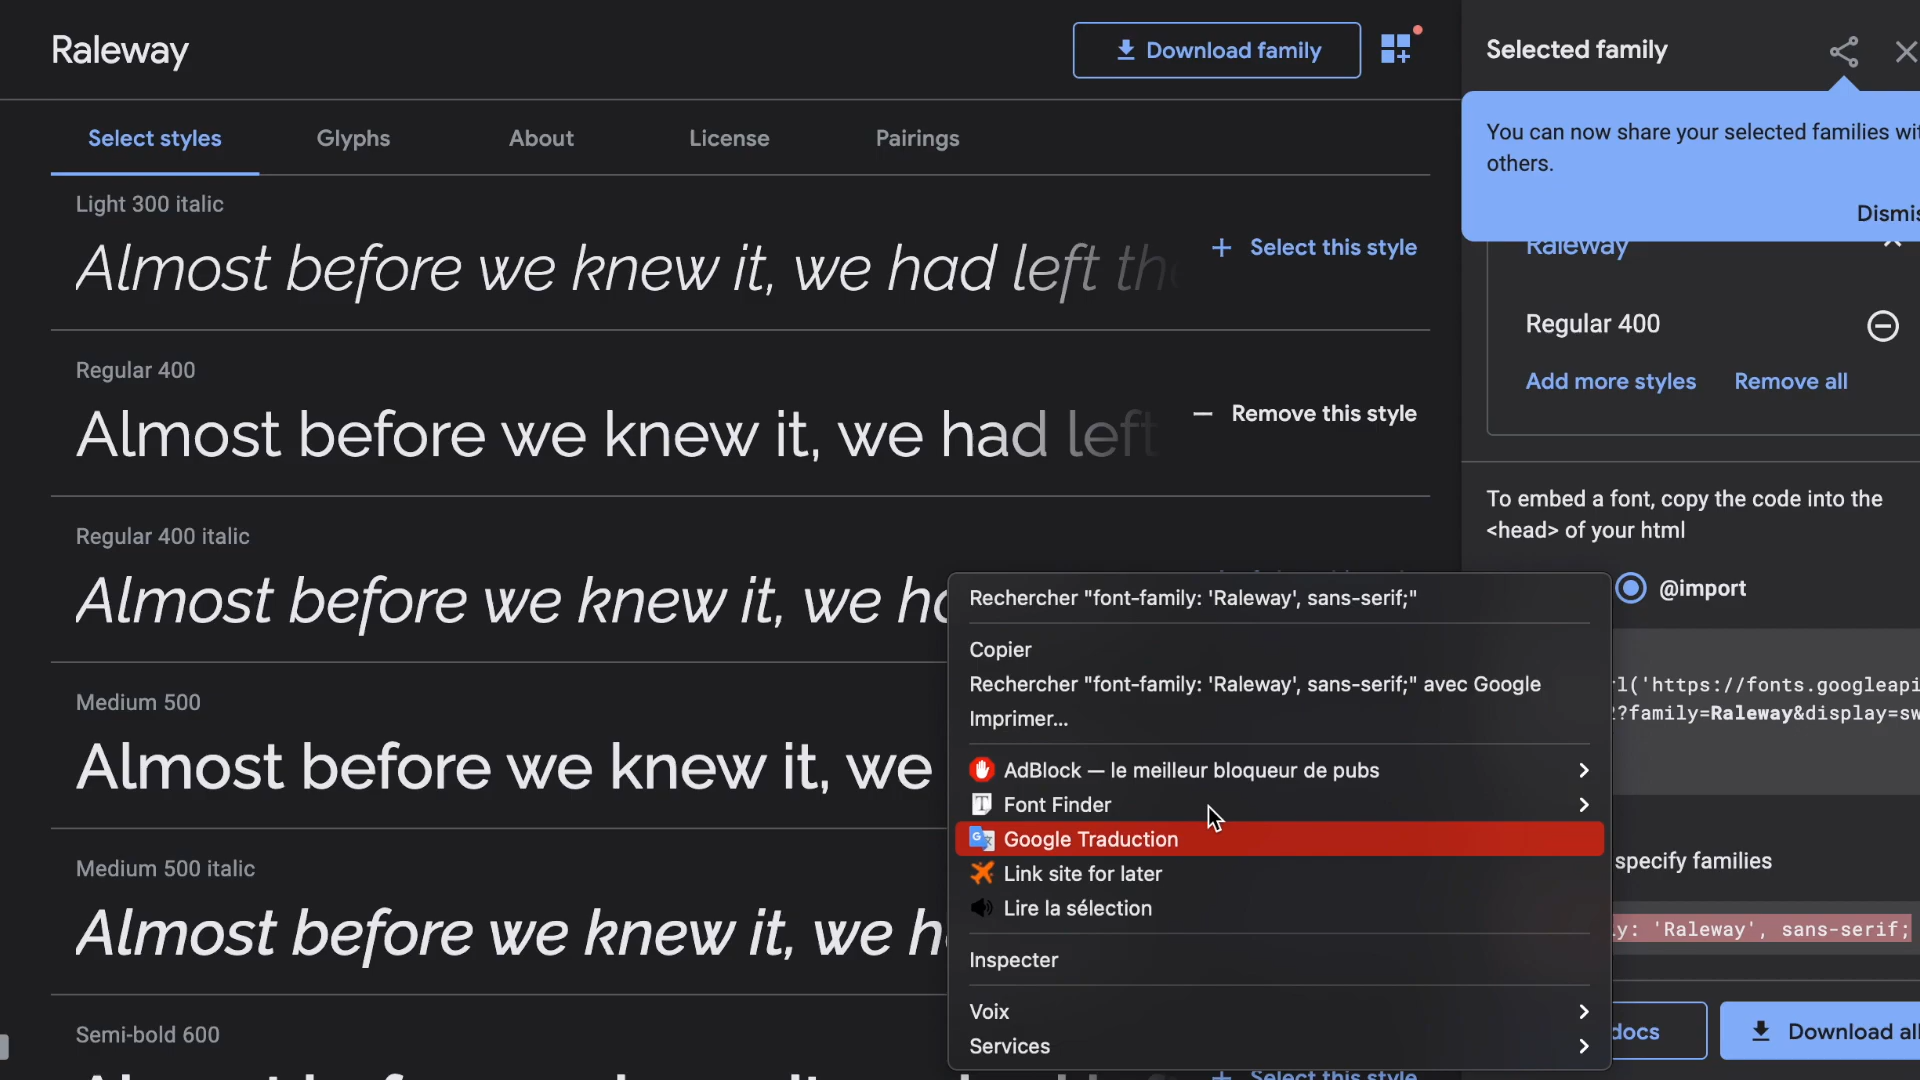 Raleway
Download family
Selected family
You can now share your selected families
others.
Select styles
Glyphs
About
License
Pairings
Light 300 italic
Almost before we knew it, we had left the
Select this style
Raleway
Regular 400
Almost before we knew it, we had left
Remove this style
Regular 400
Add more styles
Remove all
To embed a font, copy the code into the
<head> of your html
@import
Regular 400 italic
Almost before we knew it, we
Rechercher "font-family: 'Raleway', sans-serif;"
Copier
Rechercher "font-family: 'Raleway', sans-serif;" avec Google
Imprimer...
AdBlock — le meilleur bloqueur de pubs
Font Finder
Google Traduction
Link site for later
Lire la sélection
Inspecter
Voix
Services
('https://fonts.googleapi
?family=Raleway&display=sw
specify families
y: 'Raleway', sans-serif;
docs
Download all
Medium 500
Almost before we knew it, we
Medium 500 italic
Almost before we knew it, we
Semi-bold 600
Select this style